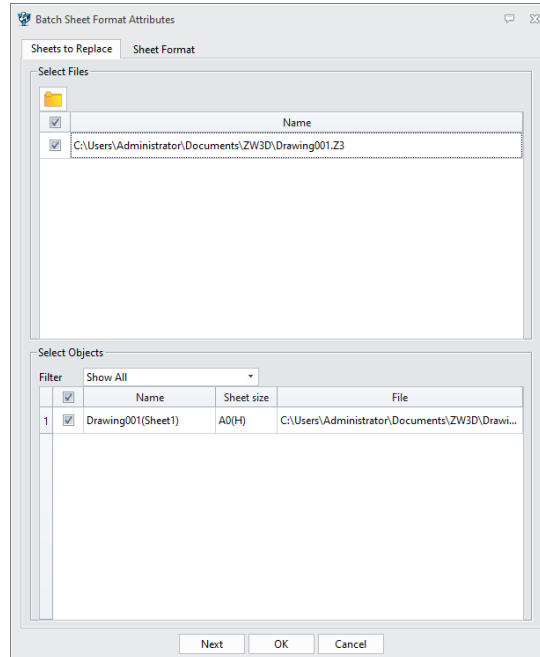 Batch Sheet Format Attributes
Sheets to Replace Sheet Format
Select Files
Name
C:\Users\Administrator\Documents\ZW3D\Drawing001.Z3
Select Objects
Filter Show All
Name Sheet size File
1 Drawing001(Sheet1) A0(H) C:\Users\Administrator\Documents\ZW3D\Drawi...
Next OK Cancel